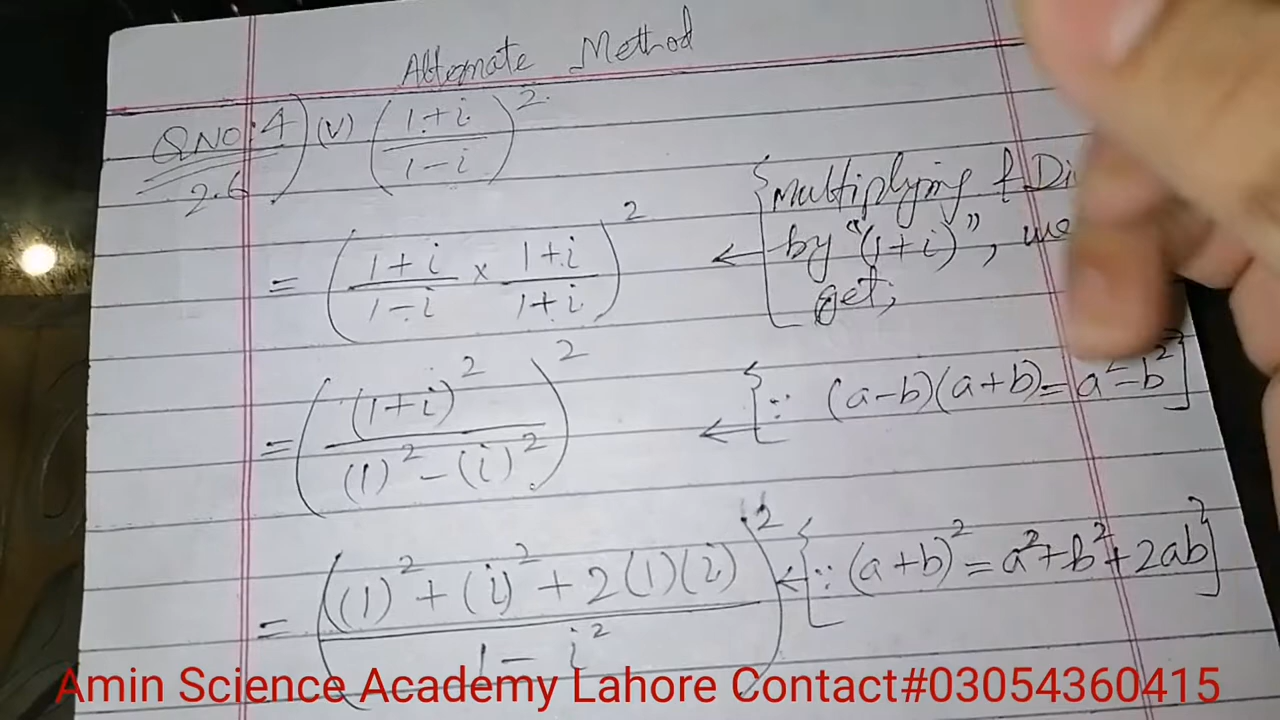 Alternate Method
QNO:4 2.6) (v) (1+i / 1-i)²
= (1+i / 1-i × 1+i / 1+i)² ← {Multiplying & Di
by "(1+i)", we
get,
= ((1+i)² / (1)² - (i)²)² ← {∵ (a-b)(a+b)= a²-b²]
= ((1)² + (i)² + 2(1)(i) / 1 - i²)² ← {∵ (a+b)² = a²+b²+2ab]
Amin Science Academy Lahore Contact#03054360415